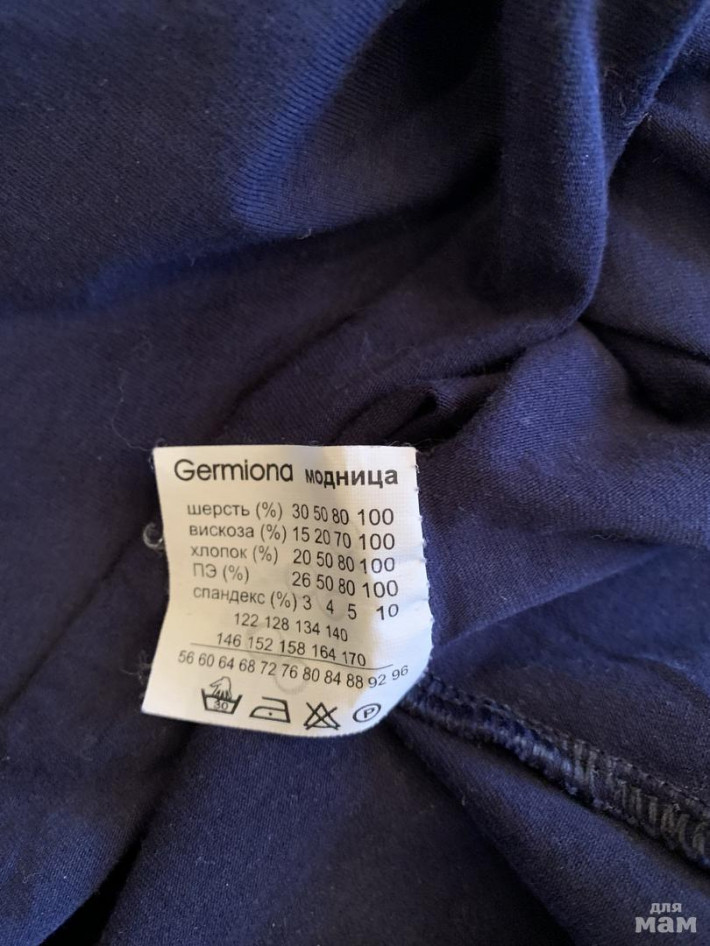 Germiona модница
шерсть (%) 30 50 80 100
вискоза (%) 15 20 70 100
хлопок (%) 20 50 80 100
ПЭ (%) 26 50 80 100
спандекс (%) 3 4 5 10
122 128 134 140
146 152 158 164 170
56 60 64 68 72 76 80 84 88 92 96
30 P
для
мам